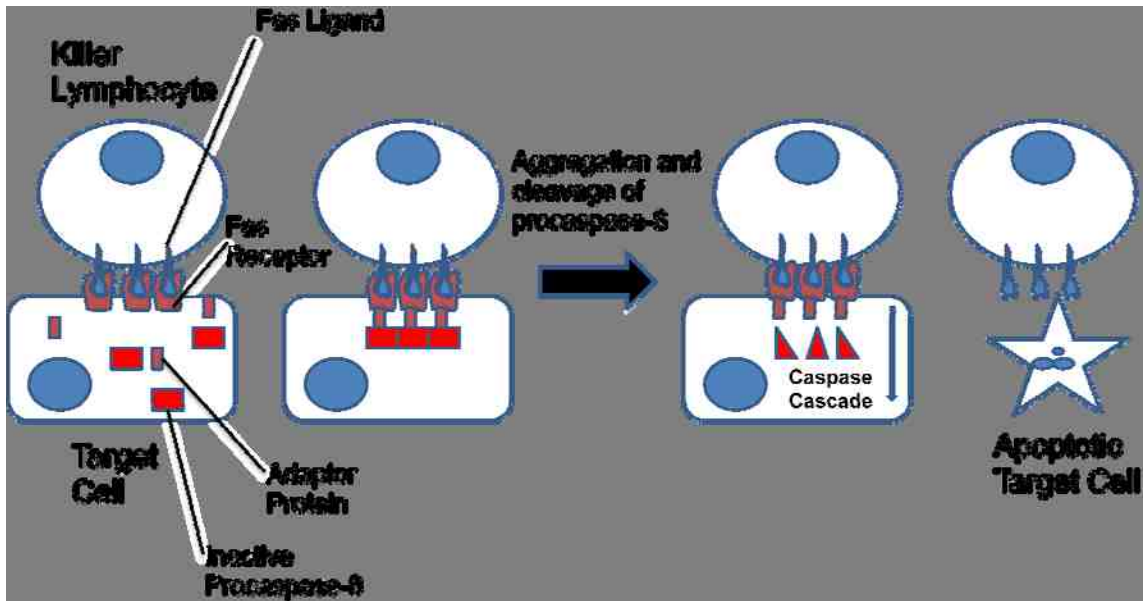 Fas Ligand
Killer
Lymphocyte
Aggregation and
cleavage of
procaspase-8
Fas
Receptor
Caspase
Cascade
Target
Cell
Adaptor
Protein
Inactive
Procaspase-8
Apoptotic
Target Cell